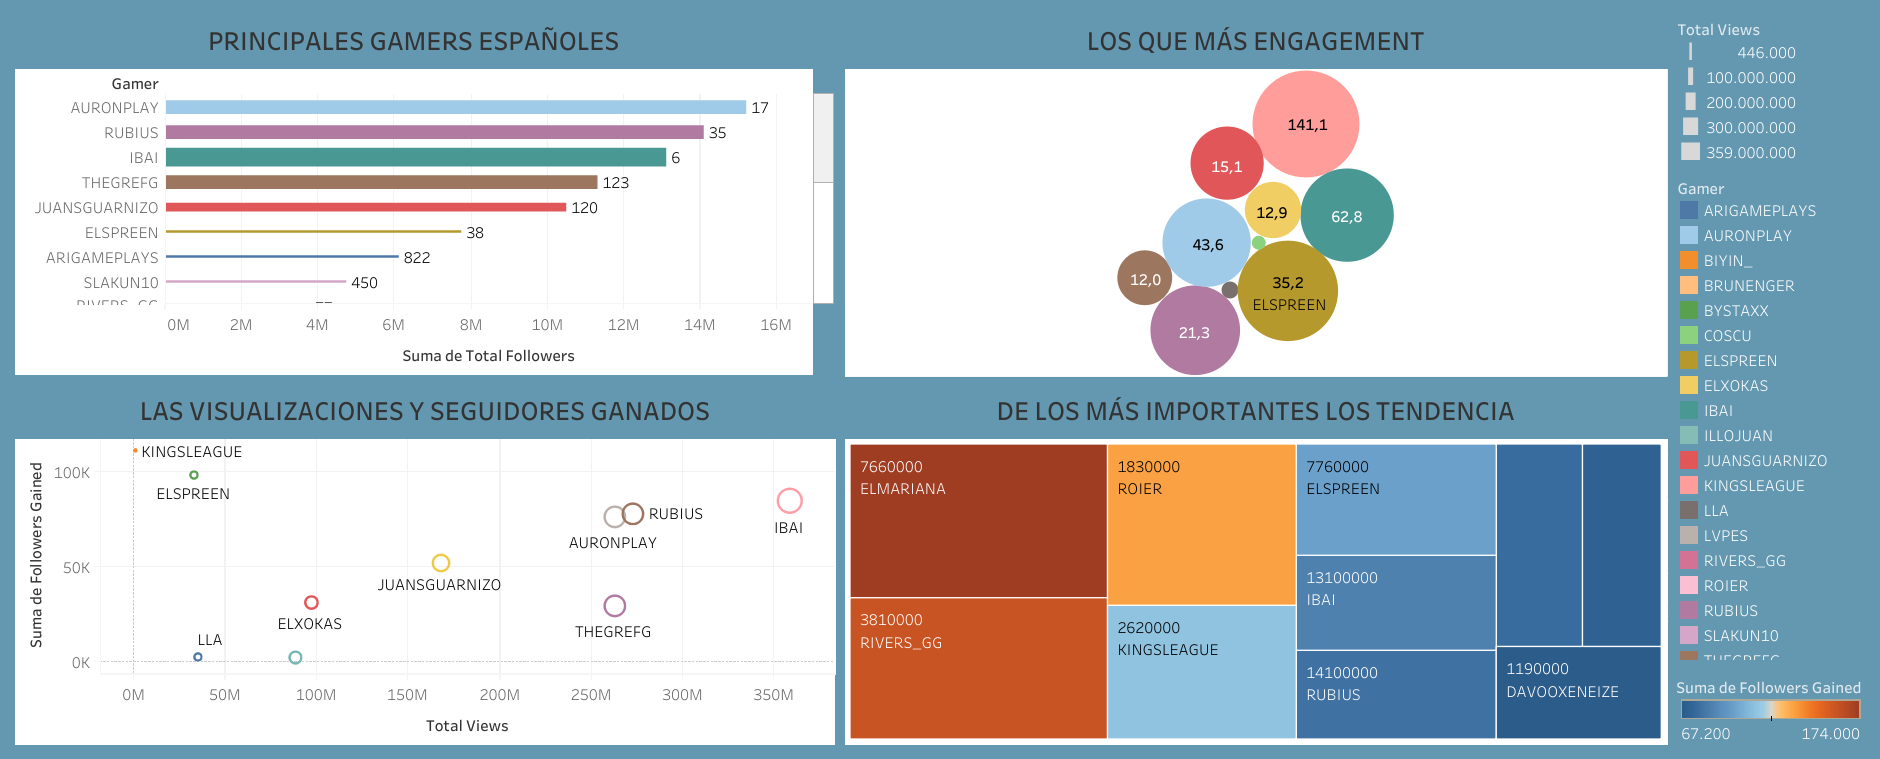 PRINCIPALES GAMERS ESPAÑOLES
Gamer
AURONPLAY 17
RUBIUS 35
IBAI 6
THEGREFG 123
JUANSGUARNIZO 120
ELSPREEN 38
ARIGAMEPLAYS 822
SLAKUN10 450
RIVERS_GG 77
0M 2M 4M 6M 8M 10M 12M 14M 16M
Suma de Total Followers
LOS QUE MÁS ENGAGEMENT
141,1
15,1
12,9
62,8
43,6
12,0
35,2
ELSPREEN
21,3
LAS VISUALIZACIONES Y SEGUIDORES GANADOS
Suma de Followers Gained
100K
50K
0K
KINGSLEAGUE
ELSPREEN
RUBIUS
IBAI
AURONPLAY
JUANSGUARNIZO
ELXOKAS
THEGREFG
LLA
0M 50M 100M 150M 200M 250M 300M 350M
Total Views
DE LOS MÁS IMPORTANTES LOS TENDENCIA
7660000
ELMARIANA
3810000
RIVERS_GG
1830000
ROIER
2620000
KINGSLEAGUE
7760000
ELSPREEN
13100000
IBAI
14100000
RUBIUS
1190000
DAVOOXENEIZE
Total Views
446.000
100.000.000
200.000.000
300.000.000
359.000.000
Gamer
ARIGAMEPLAYS
AURONPLAY
BIYIN_
BRUNENGER
BYSTAXX
COSCU
ELSPREEN
ELXOKAS
IBAI
ILLOJUAN
JUANSGUARNIZO
KINGSLEAGUE
LLA
LVPES
RIVERS_GG
ROIER
RUBIUS
SLAKUN10
THEGREFG
Suma de Followers Gained
67.200 174.000